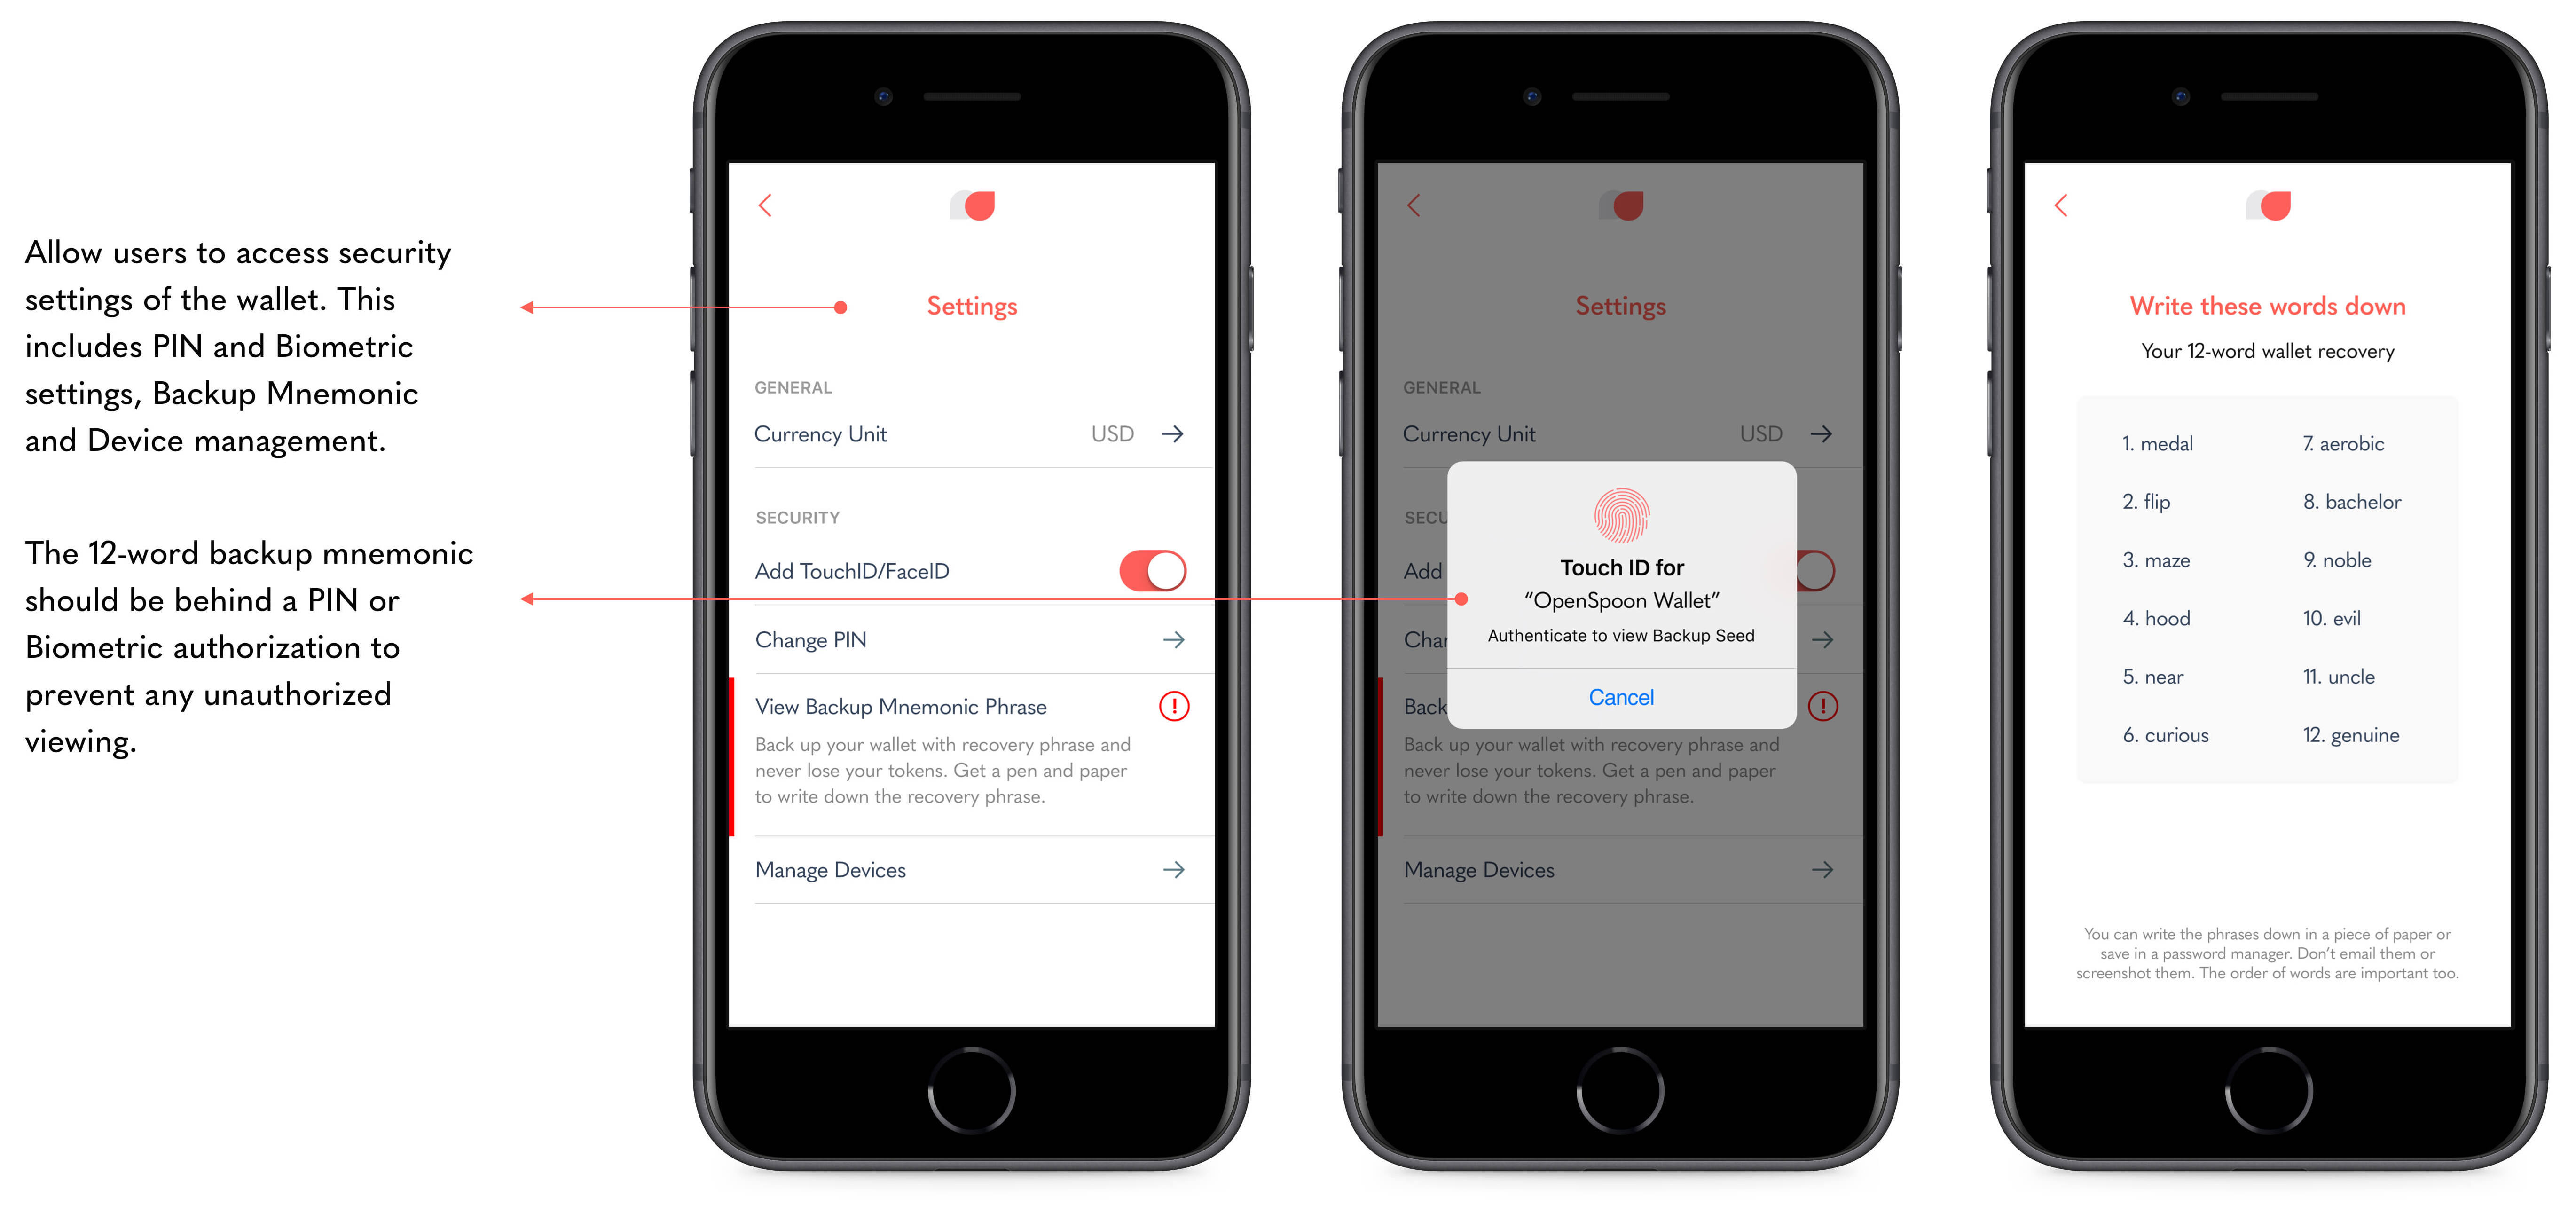 Allow users to access security
settings of the wallet. This
includes PIN and Biometric
settings, Backup Mnemonic
and Device management.
The 12-word backup mnemonic
should be behind a PIN or
Biometric authorization to
prevent any unauthorized
viewing.
Settings
GENERAL
Currency Unit USD
SECURITY
Add TouchID/FaceID
Change PIN
View Backup Mnemonic Phrase
Back up your wallet with recovery phrase and
never lose your tokens. Get a pen and paper
to write down the recovery phrase.
Manage Devices
Settings
GENERAL
Currency Unit USD
SECU
Add
Chan
Back
Touch ID for
“OpenSpoon Wallet”
Authenticate to view Backup Seed
Cancel
Back up your wallet with recovery phrase and
never lose your tokens. Get a pen and paper
to write down the recovery phrase.
Manage Devices
Write these words down
Your 12-word wallet recovery
1. medal 7. aerobic
2. flip 8. bachelor
3. maze 9. noble
4. hood 10. evil
5. near 11. uncle
6. curious 12. genuine
You can write the phrases down in a piece of paper or
save in a password manager. Don’t email them or
screenshot them. The order of words are important too.